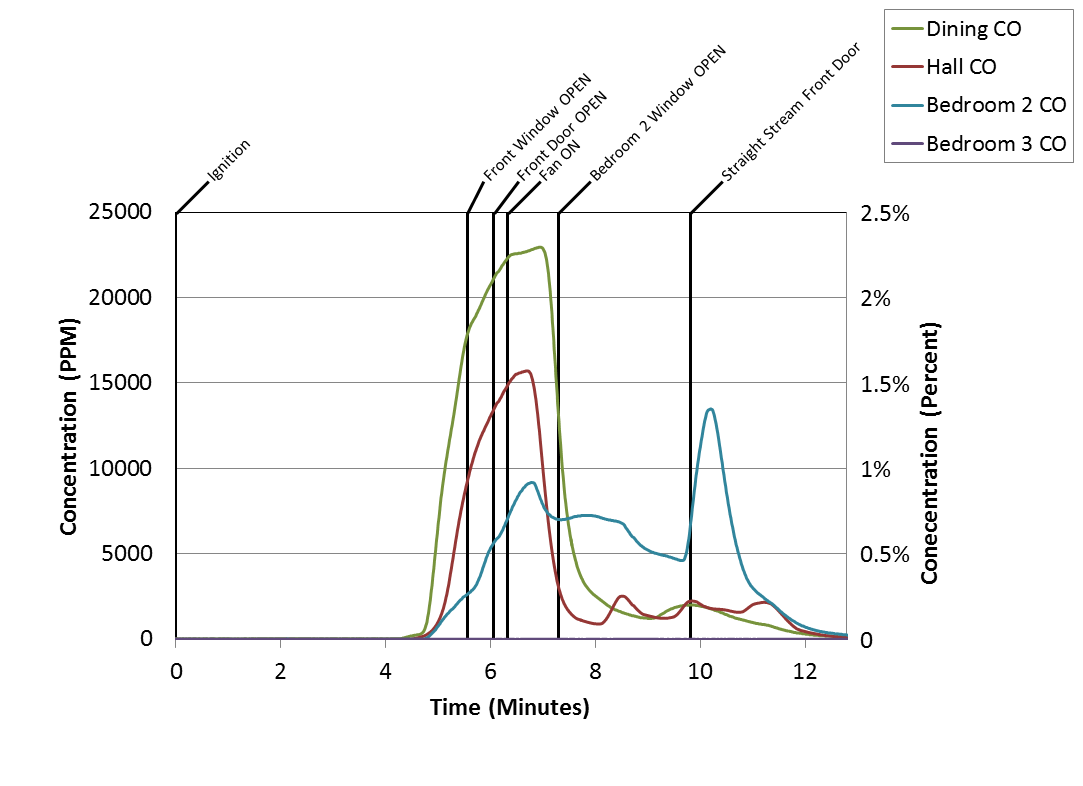 Dining CO
Hall CO
Bedroom 2 CO
Bedroom 3 CO
Ignition
Front Window OPEN
Front Door OPEN
Fan ON
Bedroom 2 Window OPEN
Straight Stream Front Door
25000
20000
15000
10000
5000
0
Concentration (PPM)
2.5%
2%
1.5%
1%
0.5%
0
Conecentration (Percent)
0 2 4 6 8 10 12
Time (Minutes)